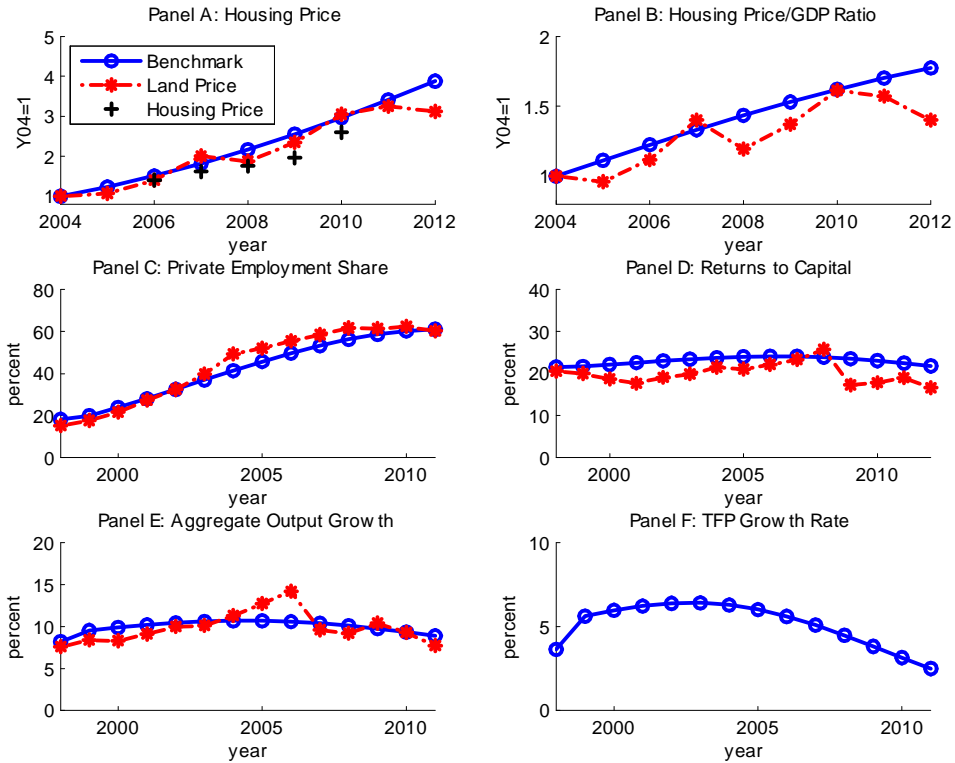 Panel A: Housing Price
5
4
3
2
1
Y04=1
Benchmark
Land Price
Housing Price
2004 2006 2008 2010 2012
year
Panel B: Housing Price/GDP Ratio
2
1.5
1
Y04=1
2004 2006 2008 2010 2012
year
Panel C: Private Employment Share
80
60
40
20
0
percent
2000 2005 2010
year
Panel D: Returns to Capital
40
30
20
10
0
percent
2000 2005 2010
year
Panel E: Aggregate Output Growth
20
15
10
5
0
percent
2000 2005 2010
year
Panel F: TFP Growth Rate
10
5
0
percent
2000 2005 2010
year